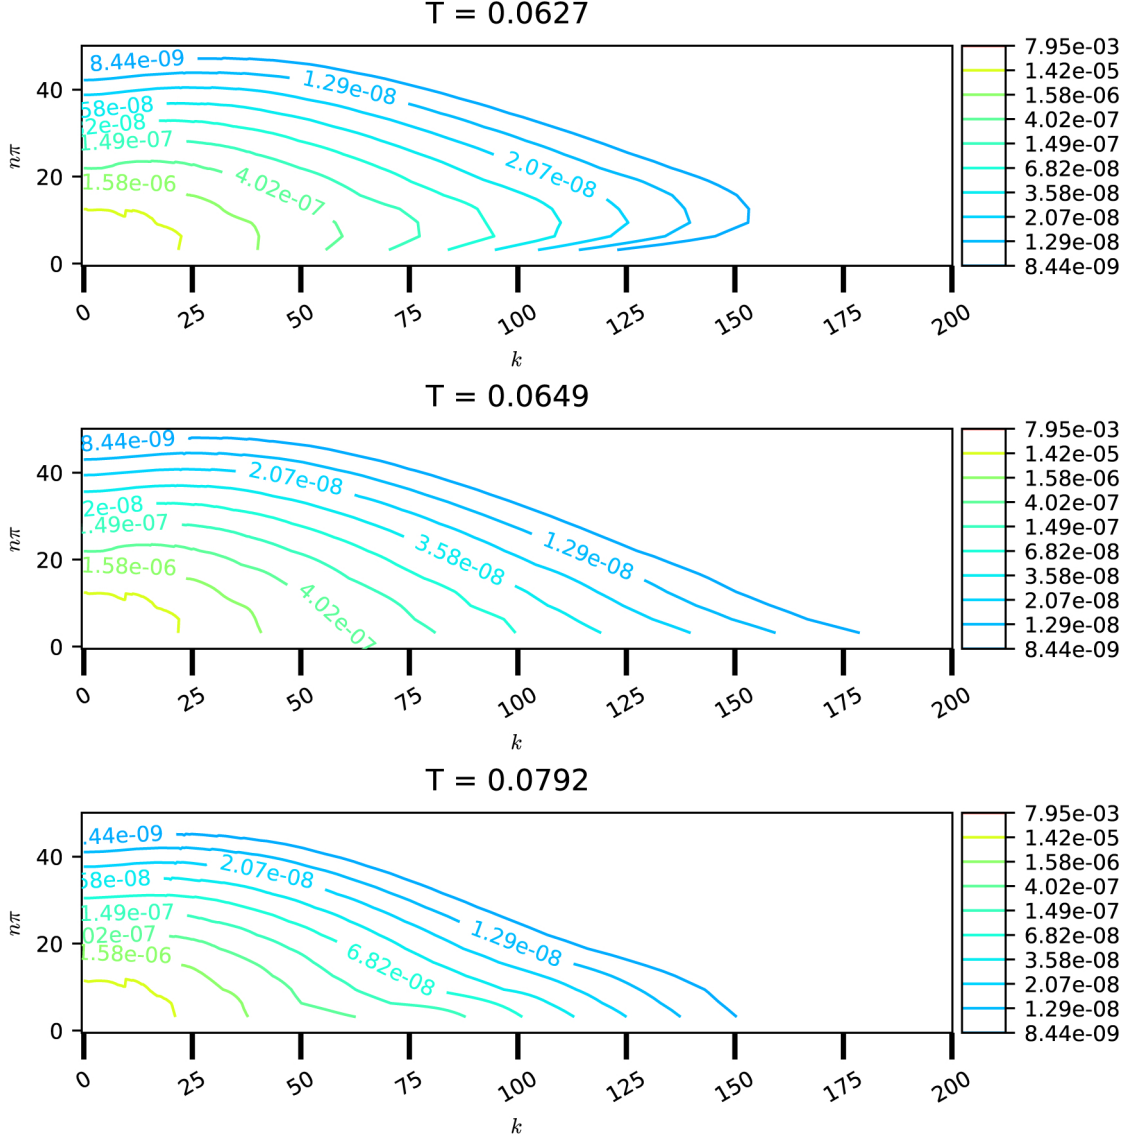 T = 0.0627
nπ
40
20
0
8.44e-09
1.29e-08
58e-08
2e-08
1.49e-07
2.07e-08
1.58e-06
4.02e-07
0
25
50
75
100
125
150
175
200
k
7.95e-03
1.42e-05
1.58e-06
4.02e-07
1.49e-07
6.82e-08
3.58e-08
2.07e-08
1.29e-08
8.44e-09
T = 0.0649
nπ
40
20
0
8.44e-09
2.07e-08
2e-08
.49e-07
1.29e-08
3.58e-08
1.58e-06
4.02e-07
0
25
50
75
100
125
150
175
200
k
7.95e-03
1.42e-05
1.58e-06
4.02e-07
1.49e-07
6.82e-08
3.58e-08
2.07e-08
1.29e-08
8.44e-09
T = 0.0792
nπ
40
20
0
.44e-09
2.07e-08
58e-08
1.49e-07
1.29e-08
02e-07
6.82e-08
1.58e-06
0
25
50
75
100
125
150
175
200
k
7.95e-03
1.42e-05
1.58e-06
4.02e-07
1.49e-07
6.82e-08
3.58e-08
2.07e-08
1.29e-08
8.44e-09